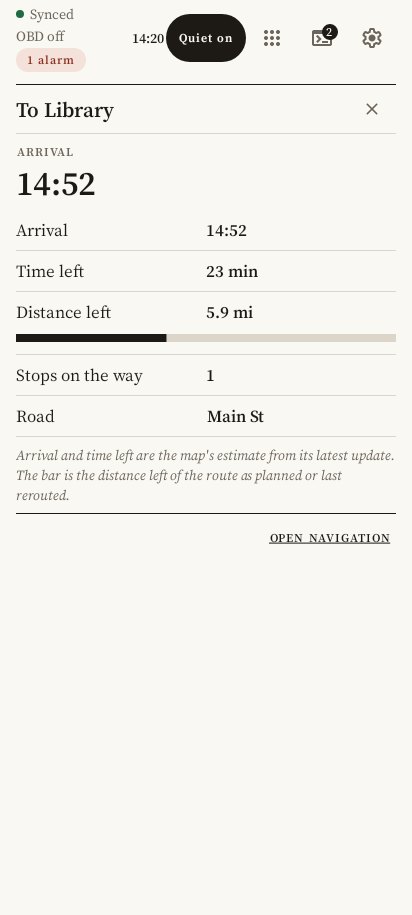 Synced
OBD off
1 alarm
14:20
Quiet on
2
To Library
ARRIVAL
14:52
Arrival 14:52
Time left 23 min
Distance left 5.9 mi
Stops on the way 1
Road Main St
Arrival and time left are the map's estimate from its latest update.
The bar is the distance left of the route as planned or last
rerouted.
OPEN NAVIGATION